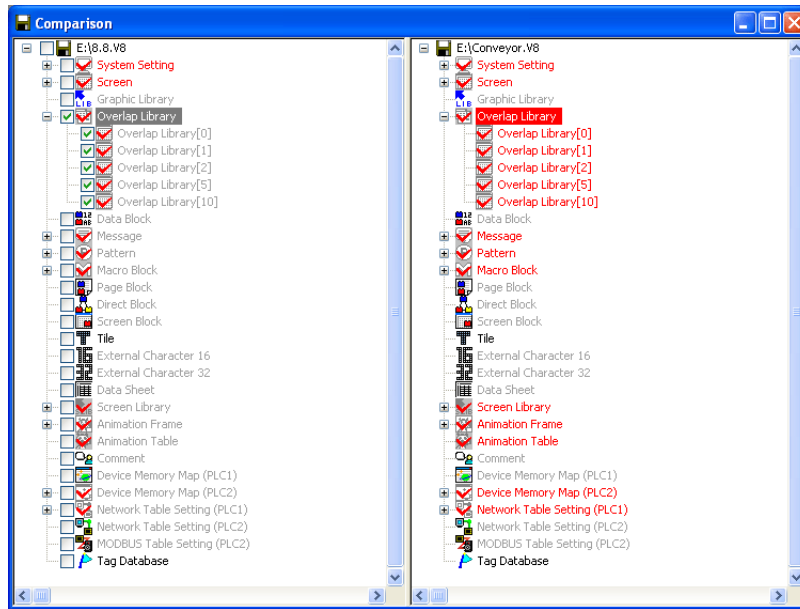 Comparison
E:\8.8.V8
System Setting
Screen
Graphic Library
Overlap Library
Overlap Library[0]
Overlap Library[1]
Overlap Library[2]
Overlap Library[5]
Overlap Library[10]
Data Block
Message
Pattern
Macro Block
Page Block
Direct Block
Screen Block
Tile
External Character 16
External Character 32
Data Sheet
Screen Library
Animation Frame
Animation Table
Comment
Device Memory Map (PLC1)
Device Memory Map (PLC2)
Network Table Setting (PLC1)
Network Table Setting (PLC2)
MODBUS Table Setting (PLC2)
Tag Database
E:\Conveyor.V8
System Setting
Screen
Graphic Library
Overlap Library
Overlap Library[0]
Overlap Library[1]
Overlap Library[2]
Overlap Library[5]
Overlap Library[10]
Data Block
Message
Pattern
Macro Block
Page Block
Direct Block
Screen Block
Tile
External Character 16
External Character 32
Data Sheet
Screen Library
Animation Frame
Animation Table
Comment
Device Memory Map (PLC1)
Device Memory Map (PLC2)
Network Table Setting (PLC1)
Network Table Setting (PLC2)
MODBUS Table Setting (PLC2)
Tag Database